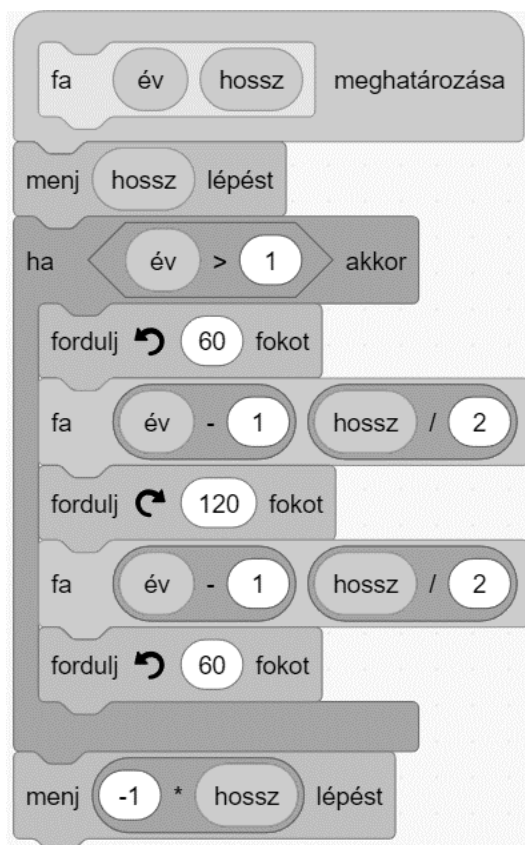 fa év hossz meghatározása
menj hossz lépést
ha év > 1 akkor
fordulj 60 fokot
fa év - 1 hossz / 2
fordulj 120 fokot
fa év - 1 hossz / 2
fordulj 60 fokot
menj -1 * hossz lépést